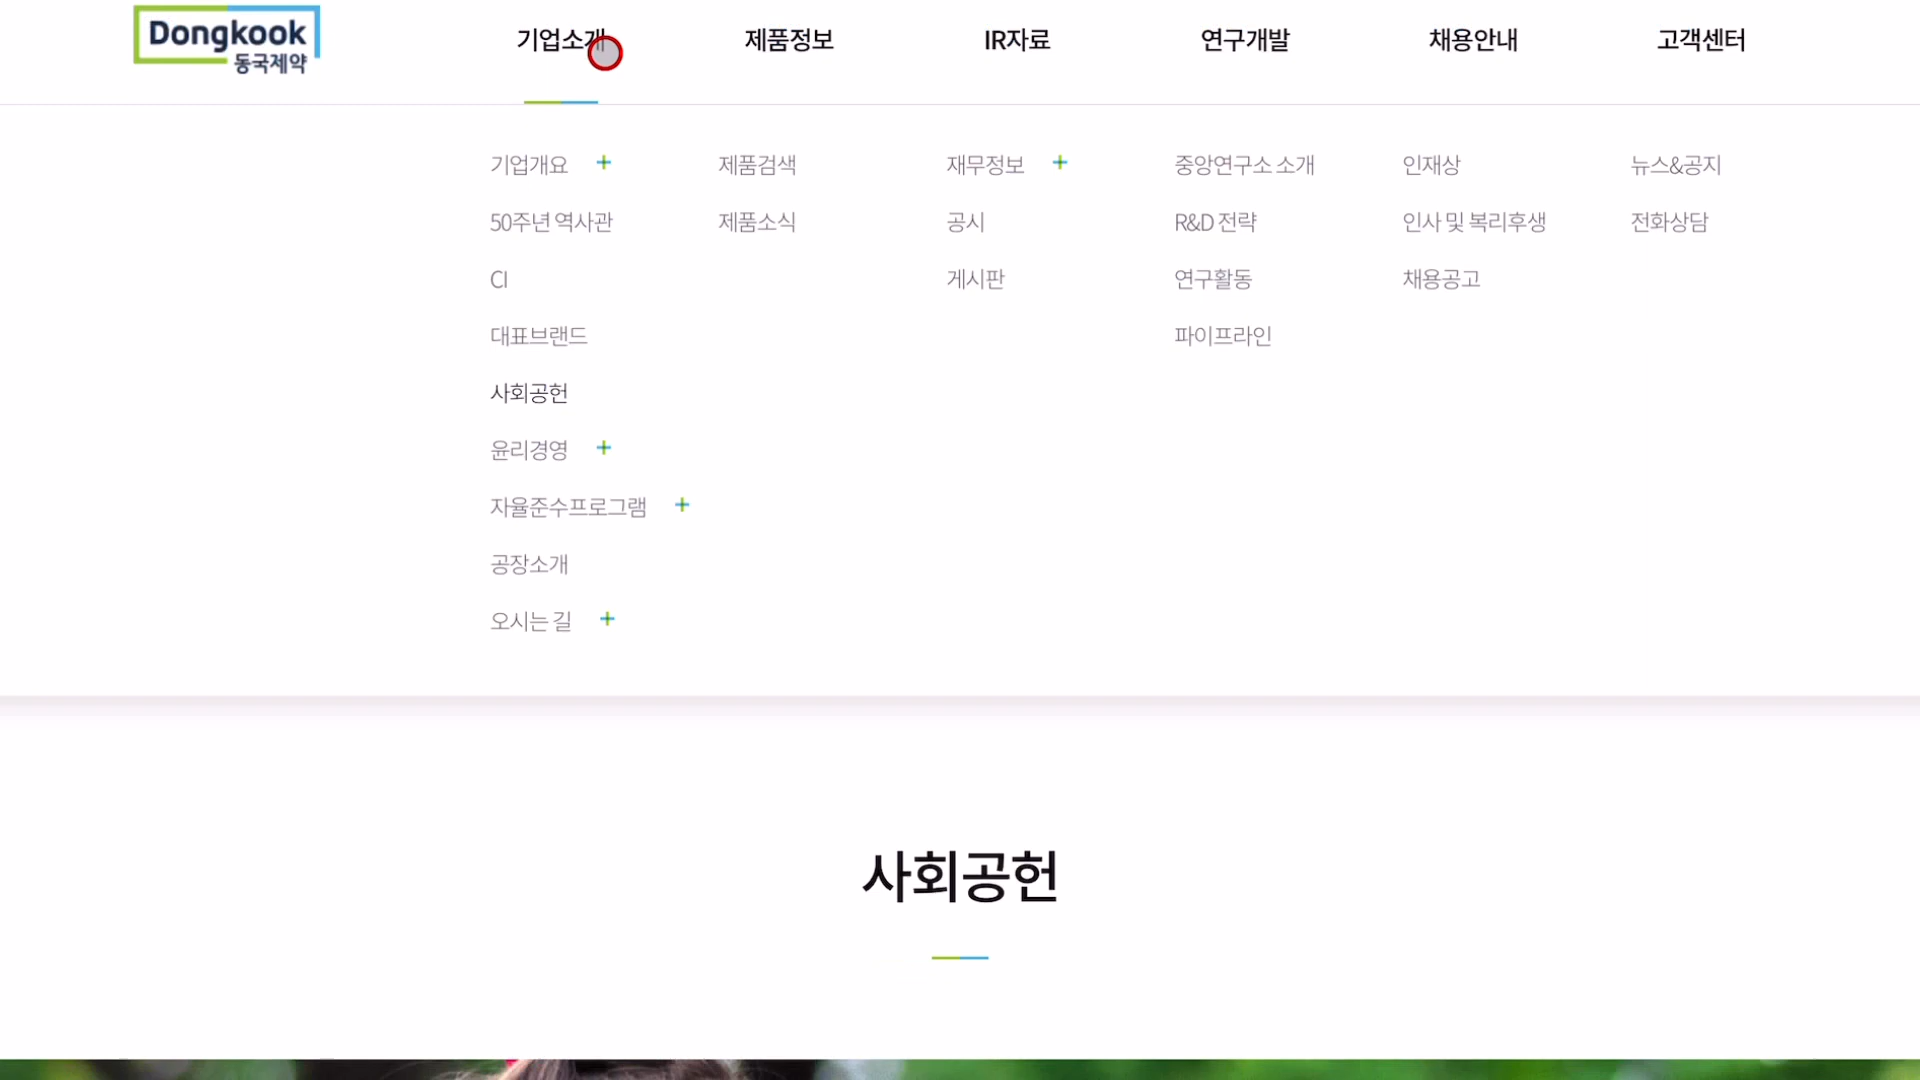 Dongkook
동국제약
기업소개 제품정보 IR자료 연구개발 채용안내 고객센터
기업개요 + 제품검색 재무정보 + 중앙연구소 소개 인재상 뉴스&공지
50주년 역사관 제품소식 공시 R&D 전략 인사 및 복리후생 전화상담
CI 게시판 연구활동 채용공고
대표브랜드 파이프라인
사회공헌
윤리경영 +
자율준수프로그램 +
공장소개
오시는 길 +
사회공헌